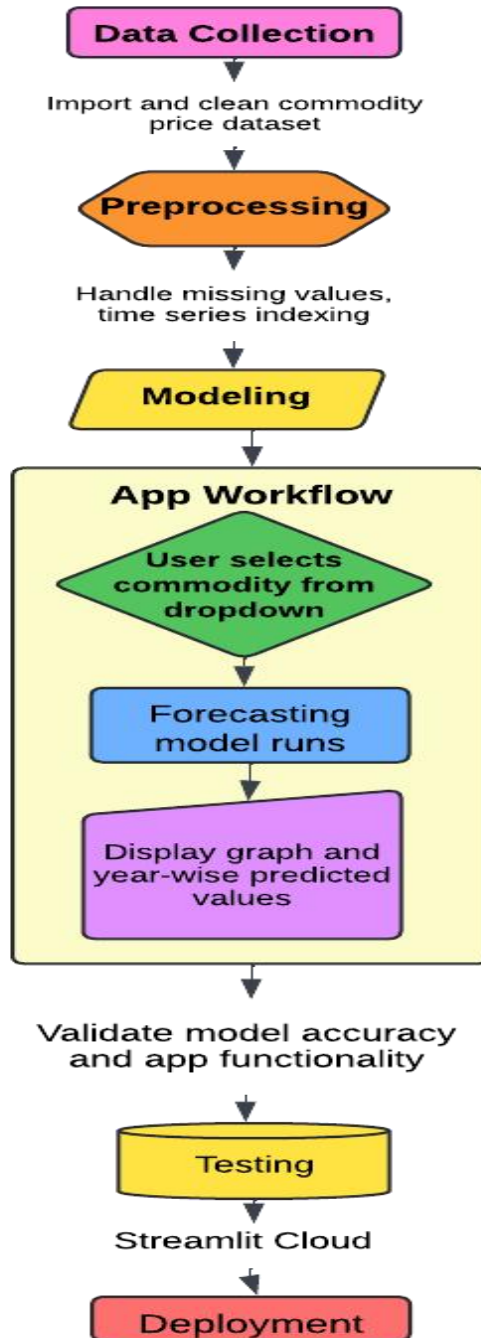 Data Collection
Import and clean commodity
price dataset
Preprocessing
Handle missing values,
time series indexing
Modeling
App Workflow
User selects
commodity from
dropdown
Forecasting
model runs
Display graph and
year-wise predicted
values
Validate model accuracy
and app functionality
Testing
Streamlit Cloud
Deployment